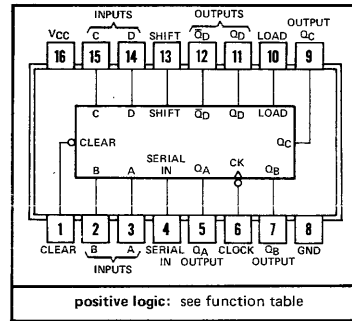 INPUTS OUTPUTS OUTPUT
VCC C D SHIFT Q̅D QD LOAD QC
16 15 14 13 12 11 10 9
C D SHIFT Q̅D QD LOAD
CLEAR QC
SERIAL
B A IN QA CK QB
1 2 3 4 5 6 7 8
CLEAR B A SERIAL QA CLOCK QB GND
INPUTS IN OUTPUT OUTPUT
positive logic: see function table